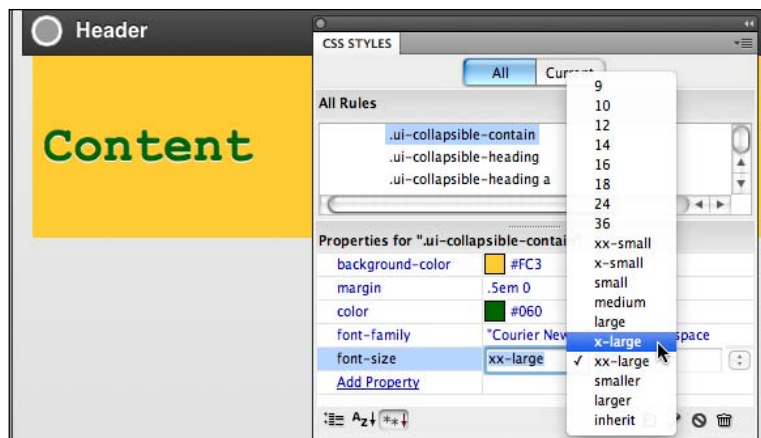 Header
Content
CSS STYLES
All
All Rules
.ui-collapsible-contain
.ui-collapsible-heading
.ui-collapsible-heading a
Properties for ".ui-collapsible-contai
background-color #FC3
margin .5em 0
color #060
font-family "Courier New space
font-size xx-large
Add Property
9
10
12
14
16
18
24
36
xx-small
x-small
small
medium
large
x-large
✓ xx-large
smaller
larger
inherit